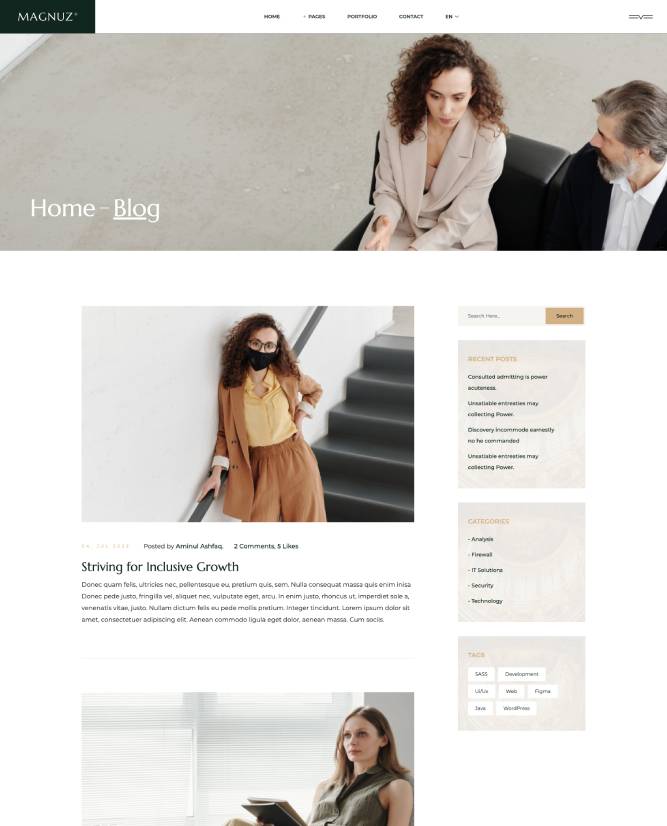 MAGNUZ
HOME
+ PAGES
PORTFOLIO
CONTACT
EN
Home – Blog
Search Here..
Search
RECENT POSTS
Consulted admitting is power
acuteness.
Unsatiable entreaties may
collecting Power.
Discovery incommode earnestly
no he commanded
Unsatiable entreaties may
collecting Power.
CATEGORIES
- Analysis
- Firewall
- IT Solutions
- Security
- Technology
TAGS
SASS Development
Ui/Ux Web Figma
Java WordPress
Posted by Aminul Ashfaq, 2 Comments, 5 Likes
Striving for Inclusive Growth
Donec quam felis, ultricies nec, pellentesque eu, pretium quis, sem. Nulla consequat massa quis enim inisa
Donec pede justo, fringilla vel, aliquet nec, vulputate eget, arcu. In enim justo, rhoncus ut, imperdiet sole a,
venenatis vitae, justo. Nullam dictum felis eu pede mollis pretium. Integer tincidunt. Lorem ipsum dolor sit
amet, consectetuer adipiscing elit. Aenean commodo ligula eget dolor, aenean massa. Cum sociis.